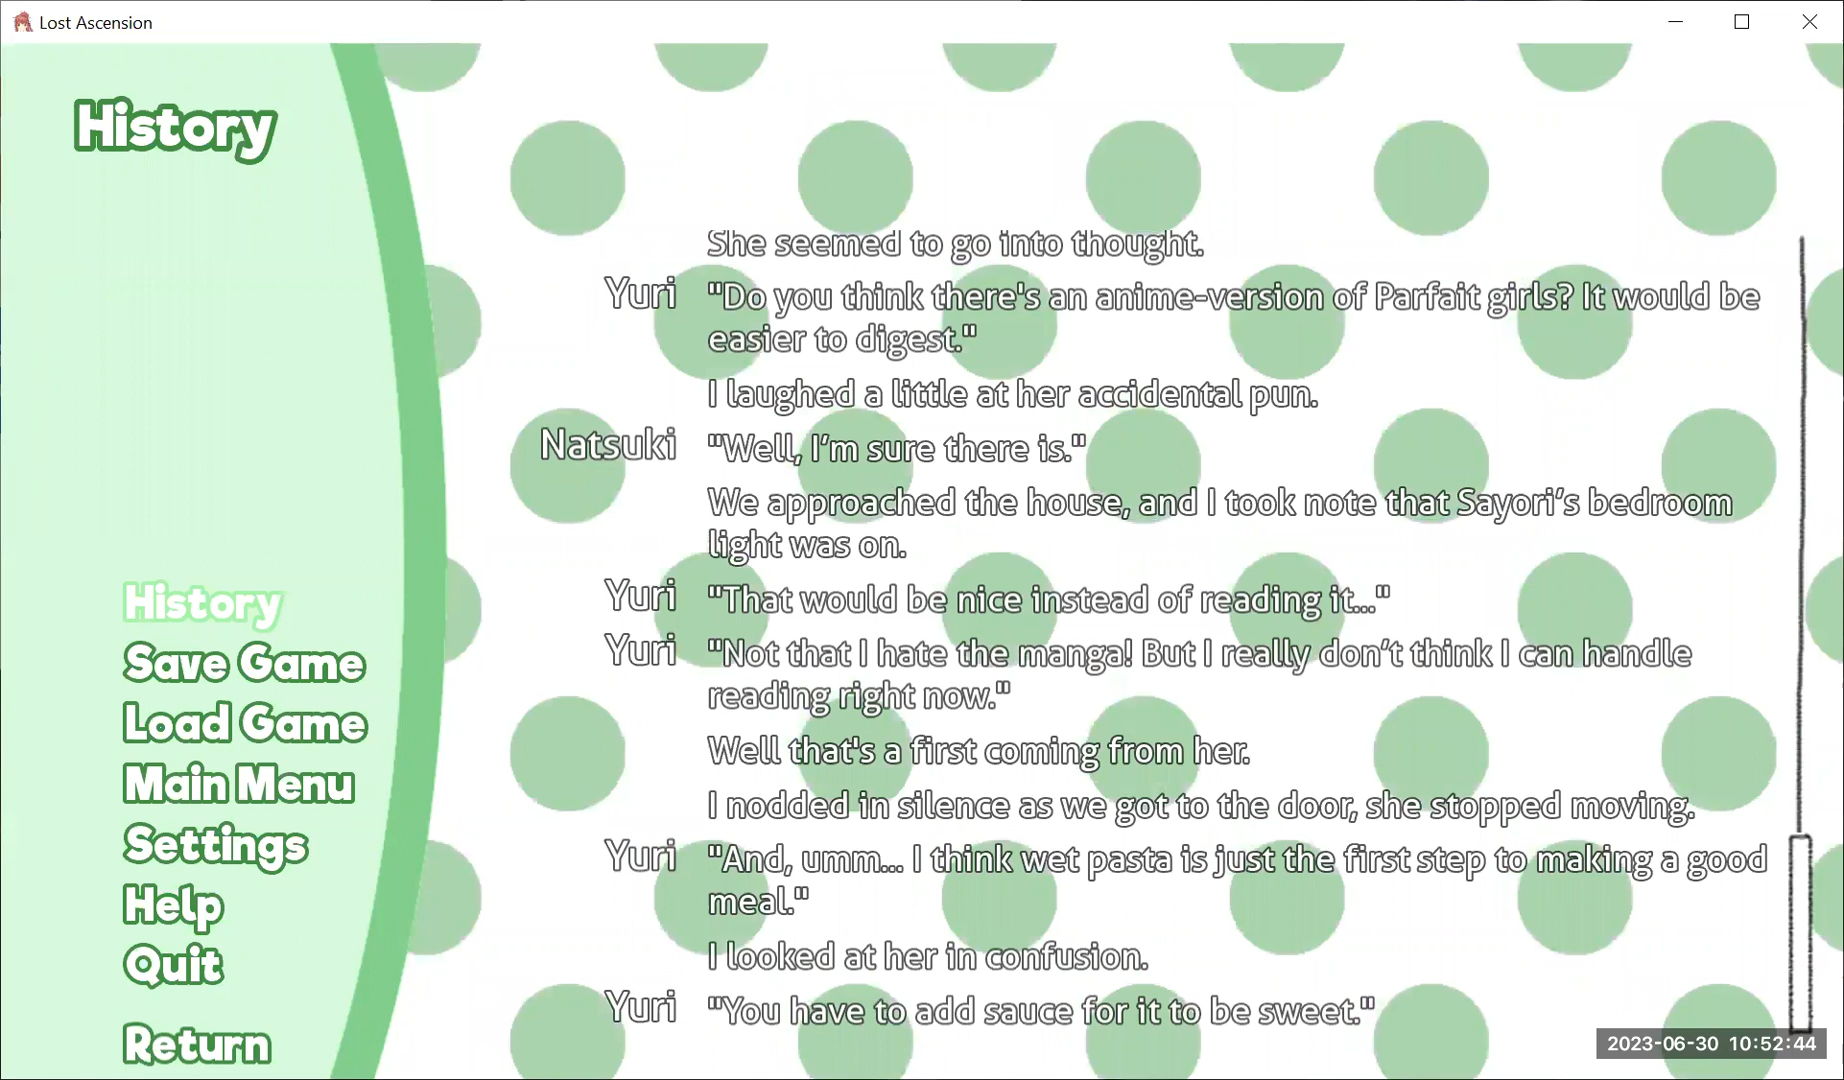 Lost Ascension
History
She seemed to go into thought.
Yuri "Do you think there's an anime-version of Parfait girls? It would be
easier to digest."
I laughed a little at her accidental pun.
Natsuki "Well, I’m sure there is."
We approached the house, and I took note that Sayori’s bedroom
light was on.
Yuri "That would be nice instead of reading it..."
Yuri "Not that I hate the manga! But I really don’t think I can handle
reading right now."
Well that's a first coming from her.
I nodded in silence as we got to the door, she stopped moving.
Yuri "And, umm... I think wet pasta is just the first step to making a good
meal."
I looked at her in confusion.
Yuri "You have to add sauce for it to be sweet."
History
Save Game
Load Game
Main Menu
Settings
Help
Quit
Return
2023-06-30 10:52:44